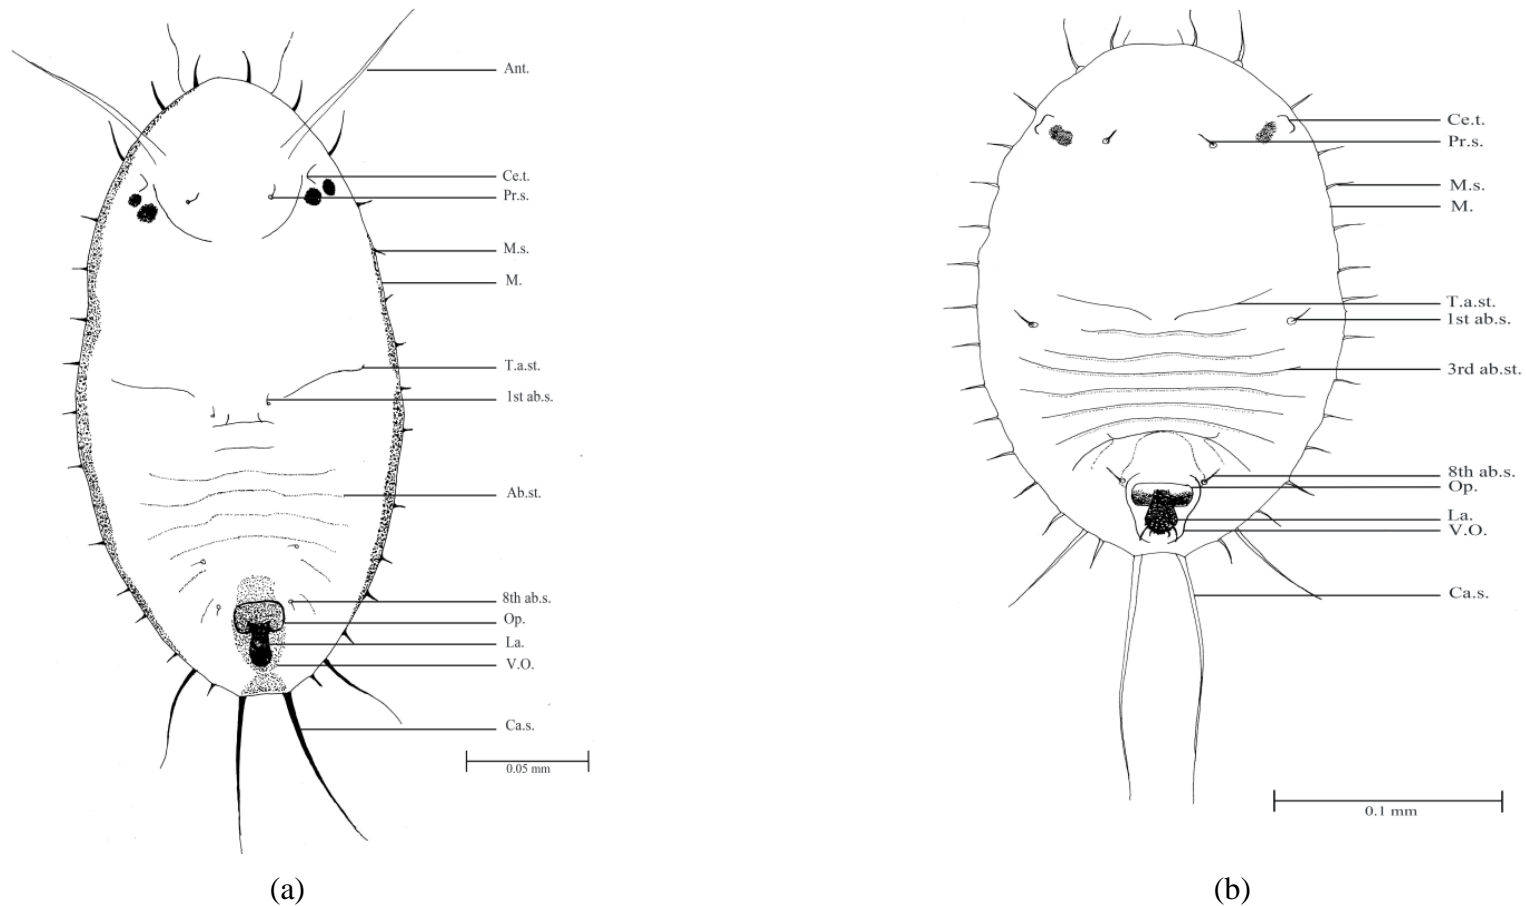 Ant.
Ce.t.
Pr.s.
M.s.
M.
T.a.st.
1st ab.s.
Ab.st.
8th ab.s.
Op.
La.
V.O.
Ca.s.
0.05 mm
(a)
Ce.t.
Pr.s.
M.s.
M.
T.a.st.
1st ab.s.
3rd ab.st.
8th ab.s.
Op.
La.
V.O.
Ca.s.
0.1 mm
(b)